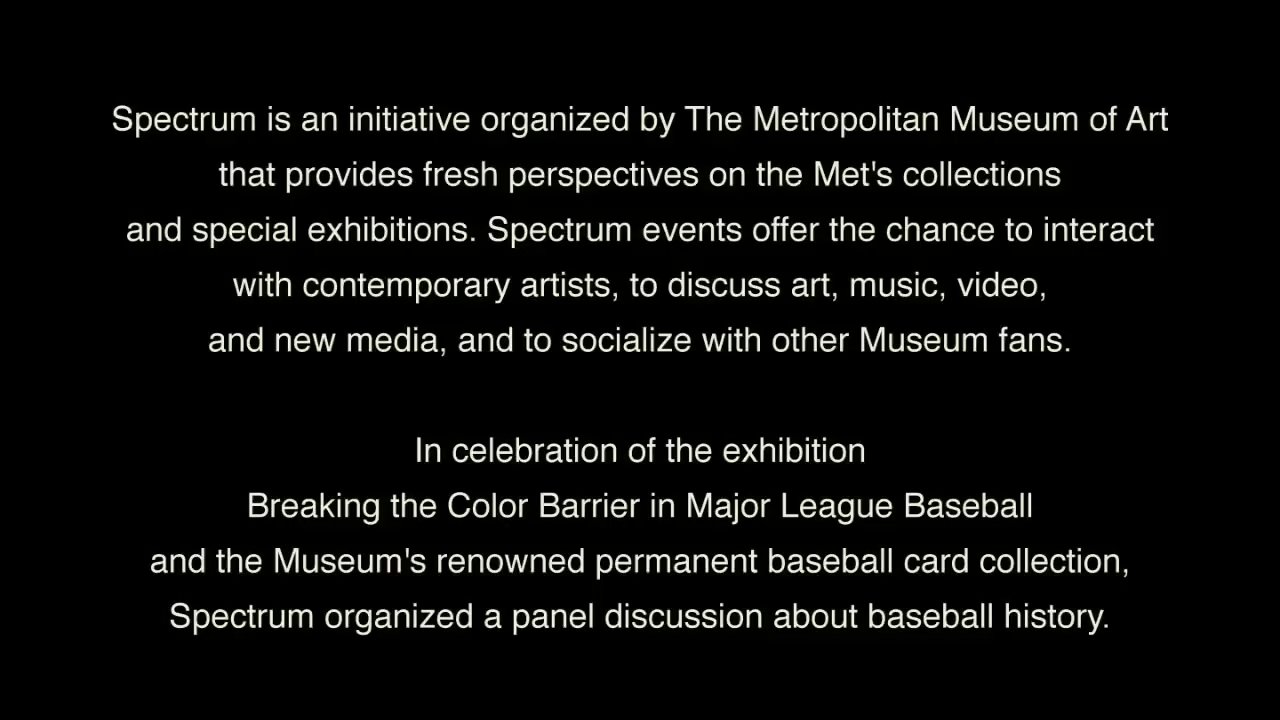 Spectrum is an initiative organized by The Metropolitan Museum of Art
that provides fresh perspectives on the Met's collections
and special exhibitions. Spectrum events offer the chance to interact
with contemporary artists, to discuss art, music, video,
and new media, and to socialize with other Museum fans.
In celebration of the exhibition
Breaking the Color Barrier in Major League Baseball
and the Museum's renowned permanent baseball card collection,
Spectrum organized a panel discussion about baseball history.